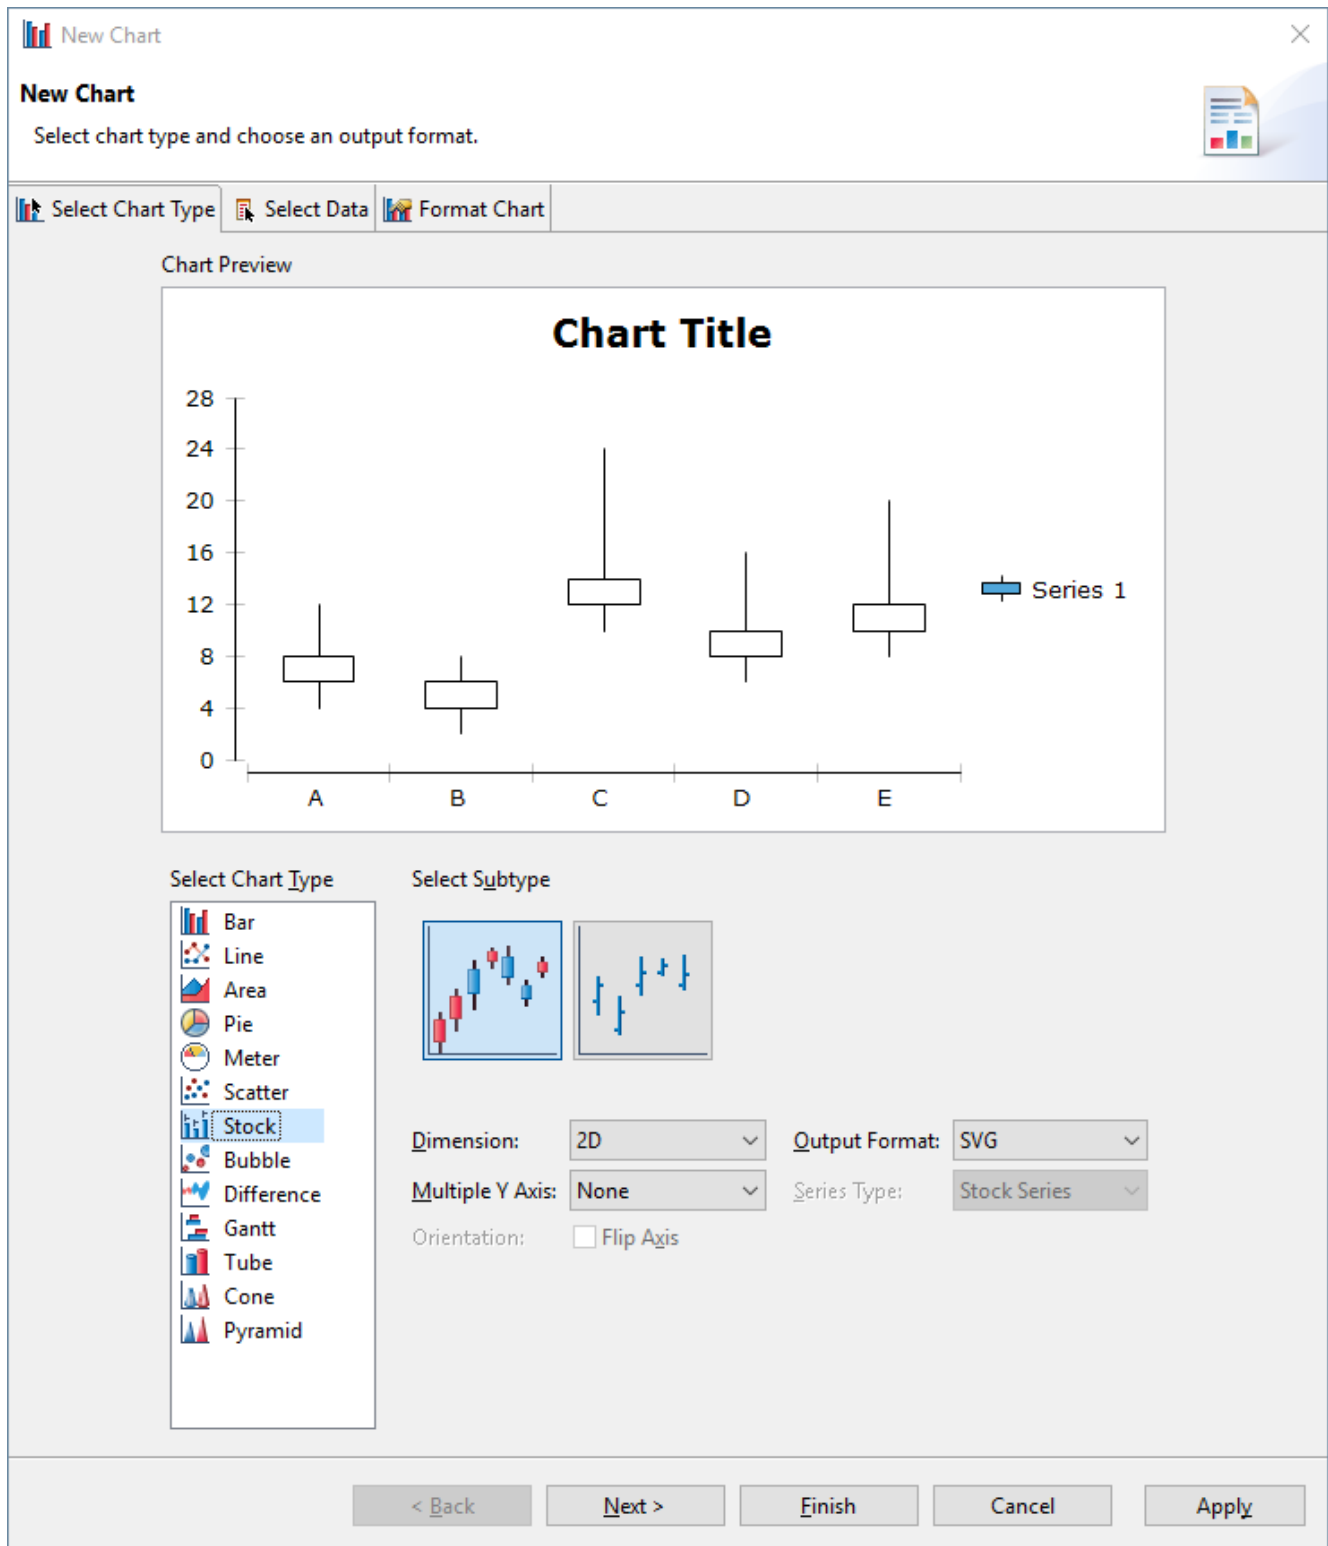 New Chart
New Chart
Select chart type and choose an output format.
Select Chart Type Select Data Format Chart
Chart Preview
Chart Title
28
24
20
16
12
8
4
0
Series 1
A B C D E
Select Chart Type
Select Subtype
Bar
Line
Area
Pie
Meter
Scatter
Stock
Bubble
Difference
Gantt
Tube
Cone
Pyramid
Dimension: 2D Output Format: SVG
Multiple Y Axis: None Series Type: Stock Series
Orientation: Flip Axis
< Back Next > Finish Cancel Apply